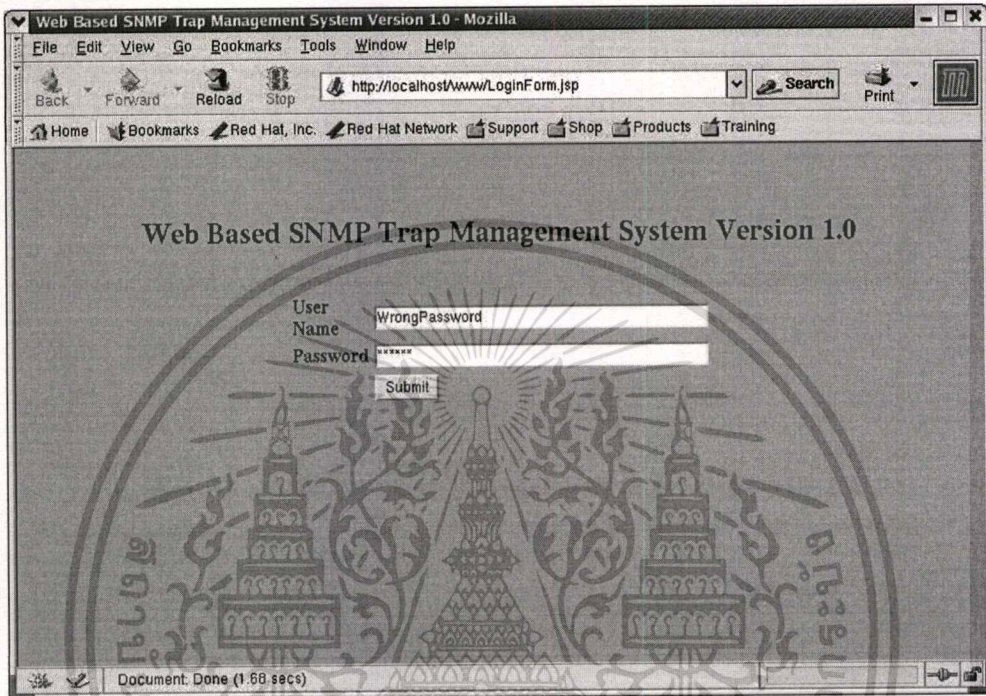 Web Based SNMP Trap Management System Version 1.0 - Mozilla
File Edit View Go Bookmarks Tools Window Help
Back Forward Reload Stop http://localhost/www/LoginForm.jsp Search Print
Home Bookmarks Red Hat, Inc. Red Hat Network Support Shop Products Training
Web Based SNMP Trap Management System Version 1.0
User
Name WrongPassword
Password ******
Submit
Document: Done (1.68 secs)